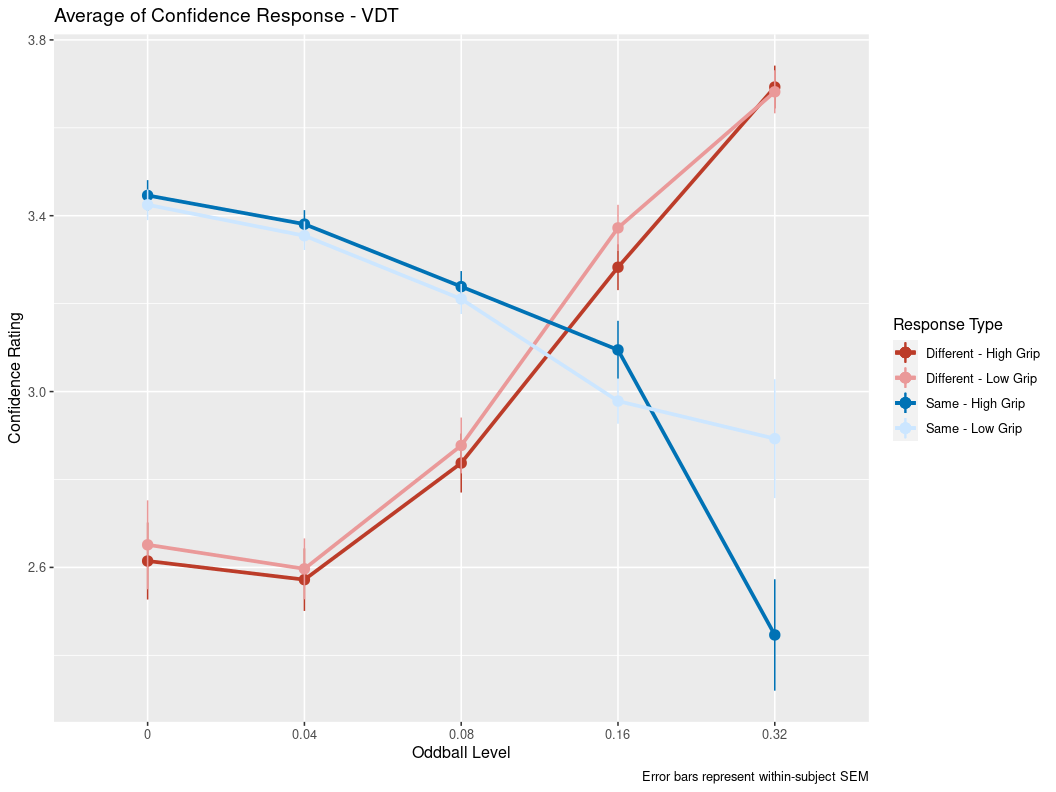 Average of Confidence Response - VDT
Confidence Rating
3.8
3.4
3.0
2.6
0
0.04
0.08
0.16
0.32
Oddball Level
Error bars represent within-subject SEM
Response Type
Different - High Grip
Different - Low Grip
Same - High Grip
Same - Low Grip